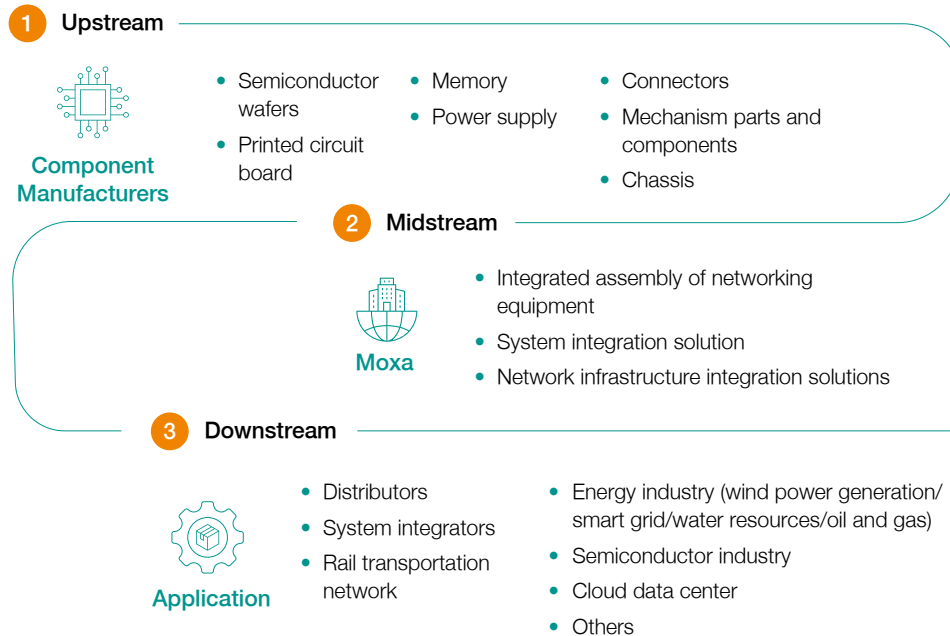 1 Upstream
Component
Manufacturers
• Semiconductor
wafers
• Printed circuit
board
• Memory
• Power supply
• Connectors
• Mechanism parts and
components
• Chassis
2 Midstream
Moxa
• Integrated assembly of networking
equipment
• System integration solution
• Network infrastructure integration solutions
3 Downstream
Application
• Distributors
• System integrators
• Rail transportation
network
• Energy industry (wind power generation/
smart grid/water resources/oil and gas)
• Semiconductor industry
• Cloud data center
• Others